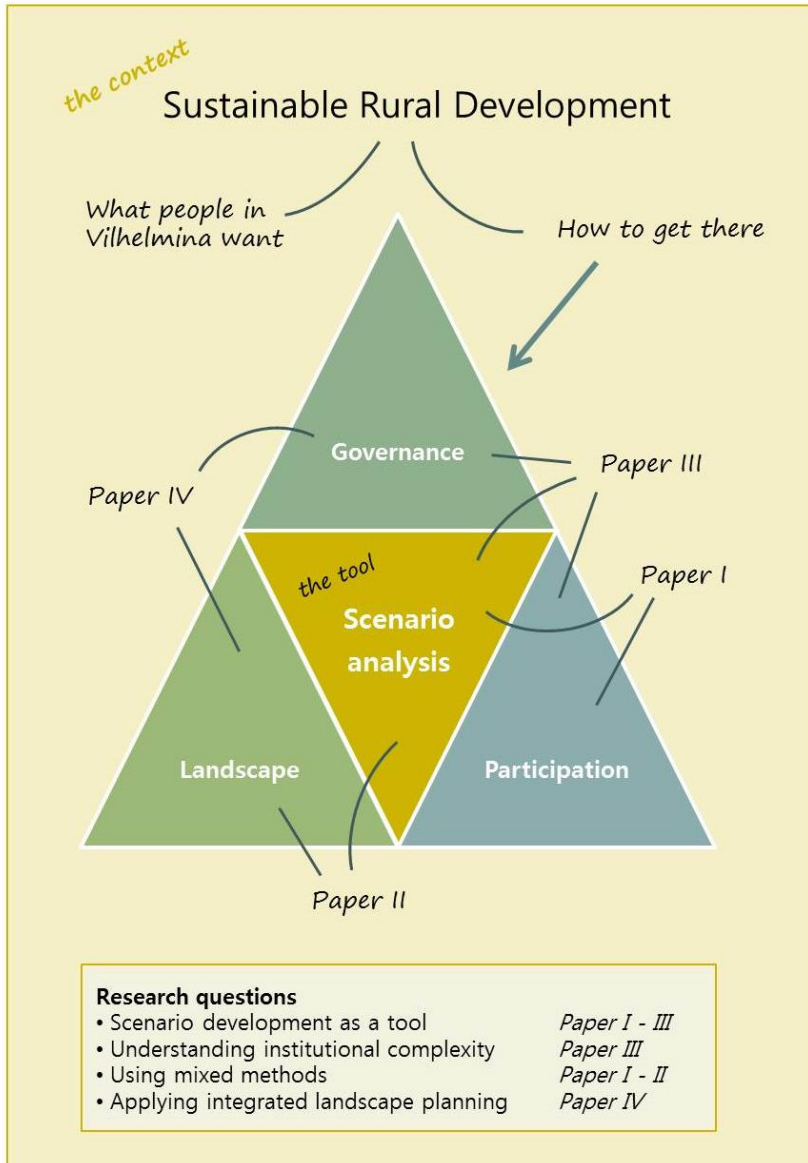 the context
Sustainable Rural Development
What people in
Vilhelmina want
How to get there
Governance
Paper III
Paper IV
the tool
Paper I
Scenario
analysis
Landscape
Participation
Paper II
Research questions
• Scenario development as a tool Paper I - III
• Understanding institutional complexity Paper III
• Using mixed methods Paper I - II
• Applying integrated landscape planning Paper IV